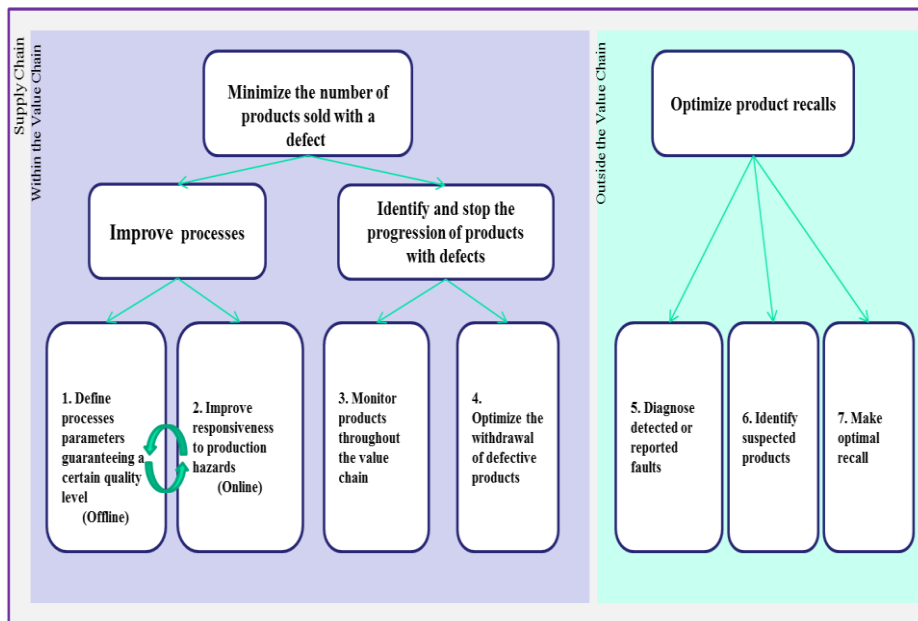 Supply Chain
Within the Value Chain
Minimize the number of
products sold with a
defect
Improve processes
Identify and stop the
progression of products
with defects
1. Define
processes
parameters
guaranteeing a
certain quality
level
(Offline)
2. Improve
responsiveness
to production
hazards
(Online)
3. Monitor
products
throughout the
value chain
4.
Optimize the
withdrawal
of defective
products
Outside the Value Chain
Optimize product recalls
5. Diagnose
detected or
reported
faults
6. Identify
suspected
products
7. Make
optimal
recall